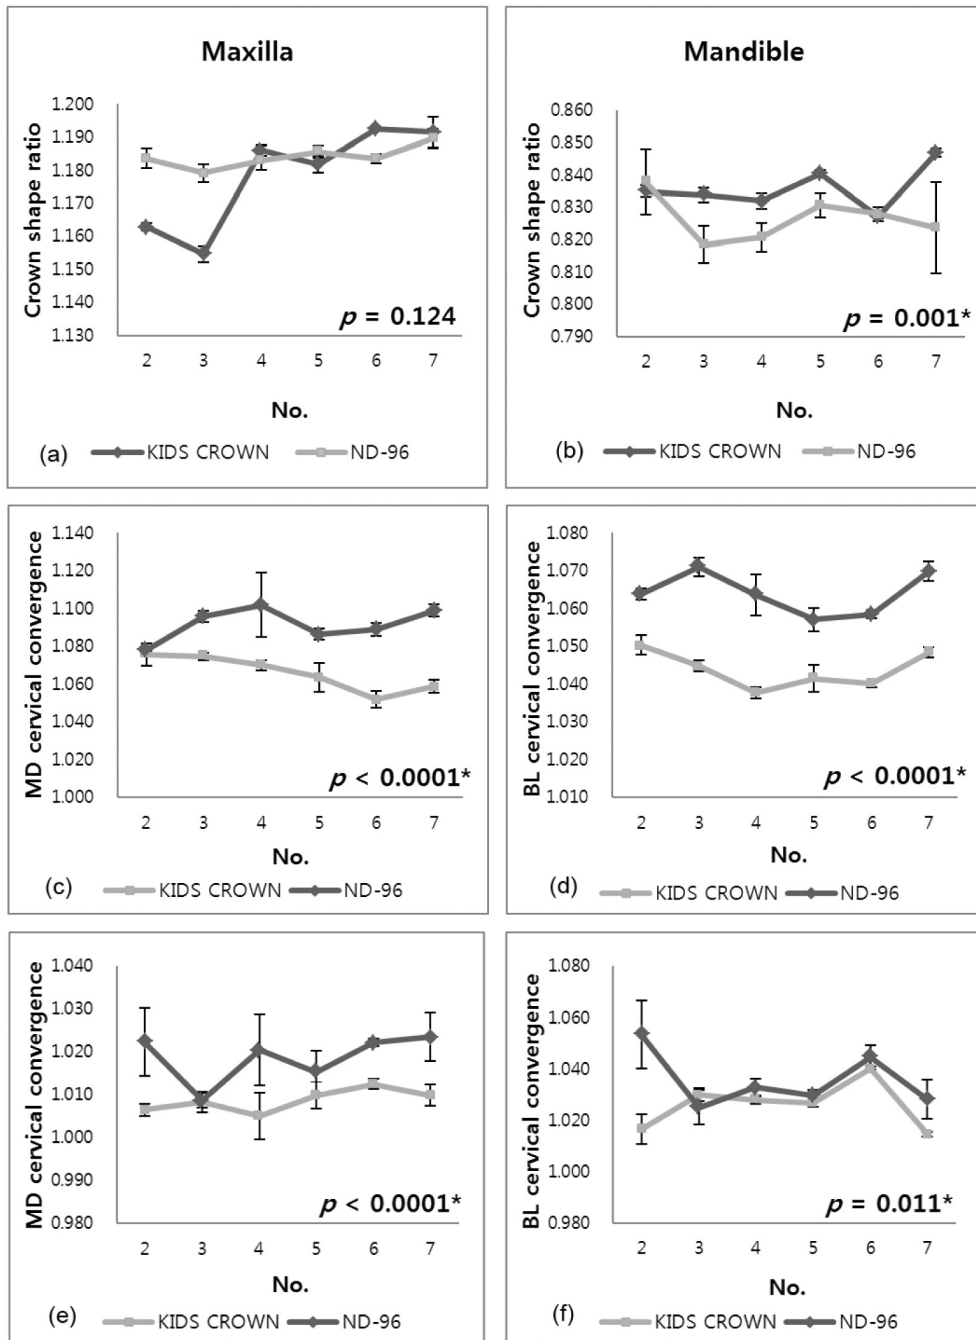 Maxilla
Crown shape ratio
1.200
1.190
1.180
1.170
1.160
1.150
1.140
1.130
p = 0.124
2 3 4 5 6 7
No.
(a) KIDS CROWN ND-96
Mandible
Crown shape ratio
0.860
0.850
0.840
0.830
0.820
0.810
0.800
0.790
p = 0.001*
2 3 4 5 6 7
No.
(b) KIDS CROWN ND-96
MD cervical convergence
1.140
1.120
1.100
1.080
1.060
1.040
1.020
1.000
p < 0.0001*
2 3 4 5 6 7
No.
(c) KIDS CROWN ND-96
BL cervical convergence
1.080
1.070
1.060
1.050
1.040
1.030
1.020
1.010
p < 0.0001*
2 3 4 5 6 7
No.
(d) KIDS CROWN ND-96
MD cervical convergence
1.040
1.030
1.020
1.010
1.000
0.990
0.980
p < 0.0001*
2 3 4 5 6 7
No.
(e) KIDS CROWN ND-96
BL cervical convergence
1.080
1.060
1.040
1.020
1.000
0.980
p = 0.011*
2 3 4 5 6 7
No.
(f) KIDS CROWN ND-96